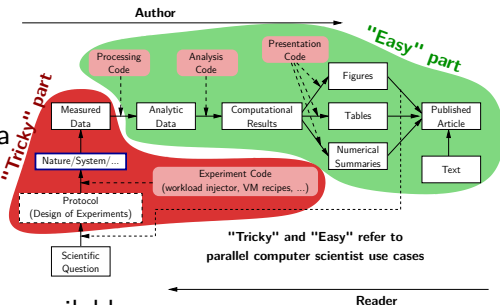 Author
"Easy" part
"Tricky" part
Processing
Code
Analysis
Code
Presentation
Code
Figures
Measured
Data
Analytic
Data
Computational
Results
Tables
Published
Article
a
Nature/System/...
Numerical
Summaries
Text
Experiment Code
(workload injector, VM recipes, ...)
Protocol
(Design of Experiments)
Scientific
Question
"Tricky" and "Easy" refer to
parallel computer scientist use cases
Reader